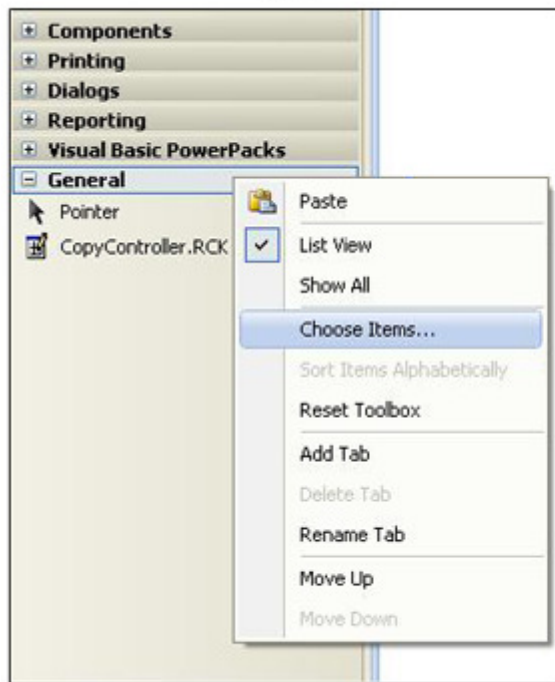 Components
Printing
Dialogs
Reporting
Visual Basic PowerPacks
General
Pointer
CopyController.RCK
Paste
List View
Show All
Choose Items...
Sort Items Alphabetically
Reset Toolbox
Add Tab
Delete Tab
Rename Tab
Move Up
Move Down